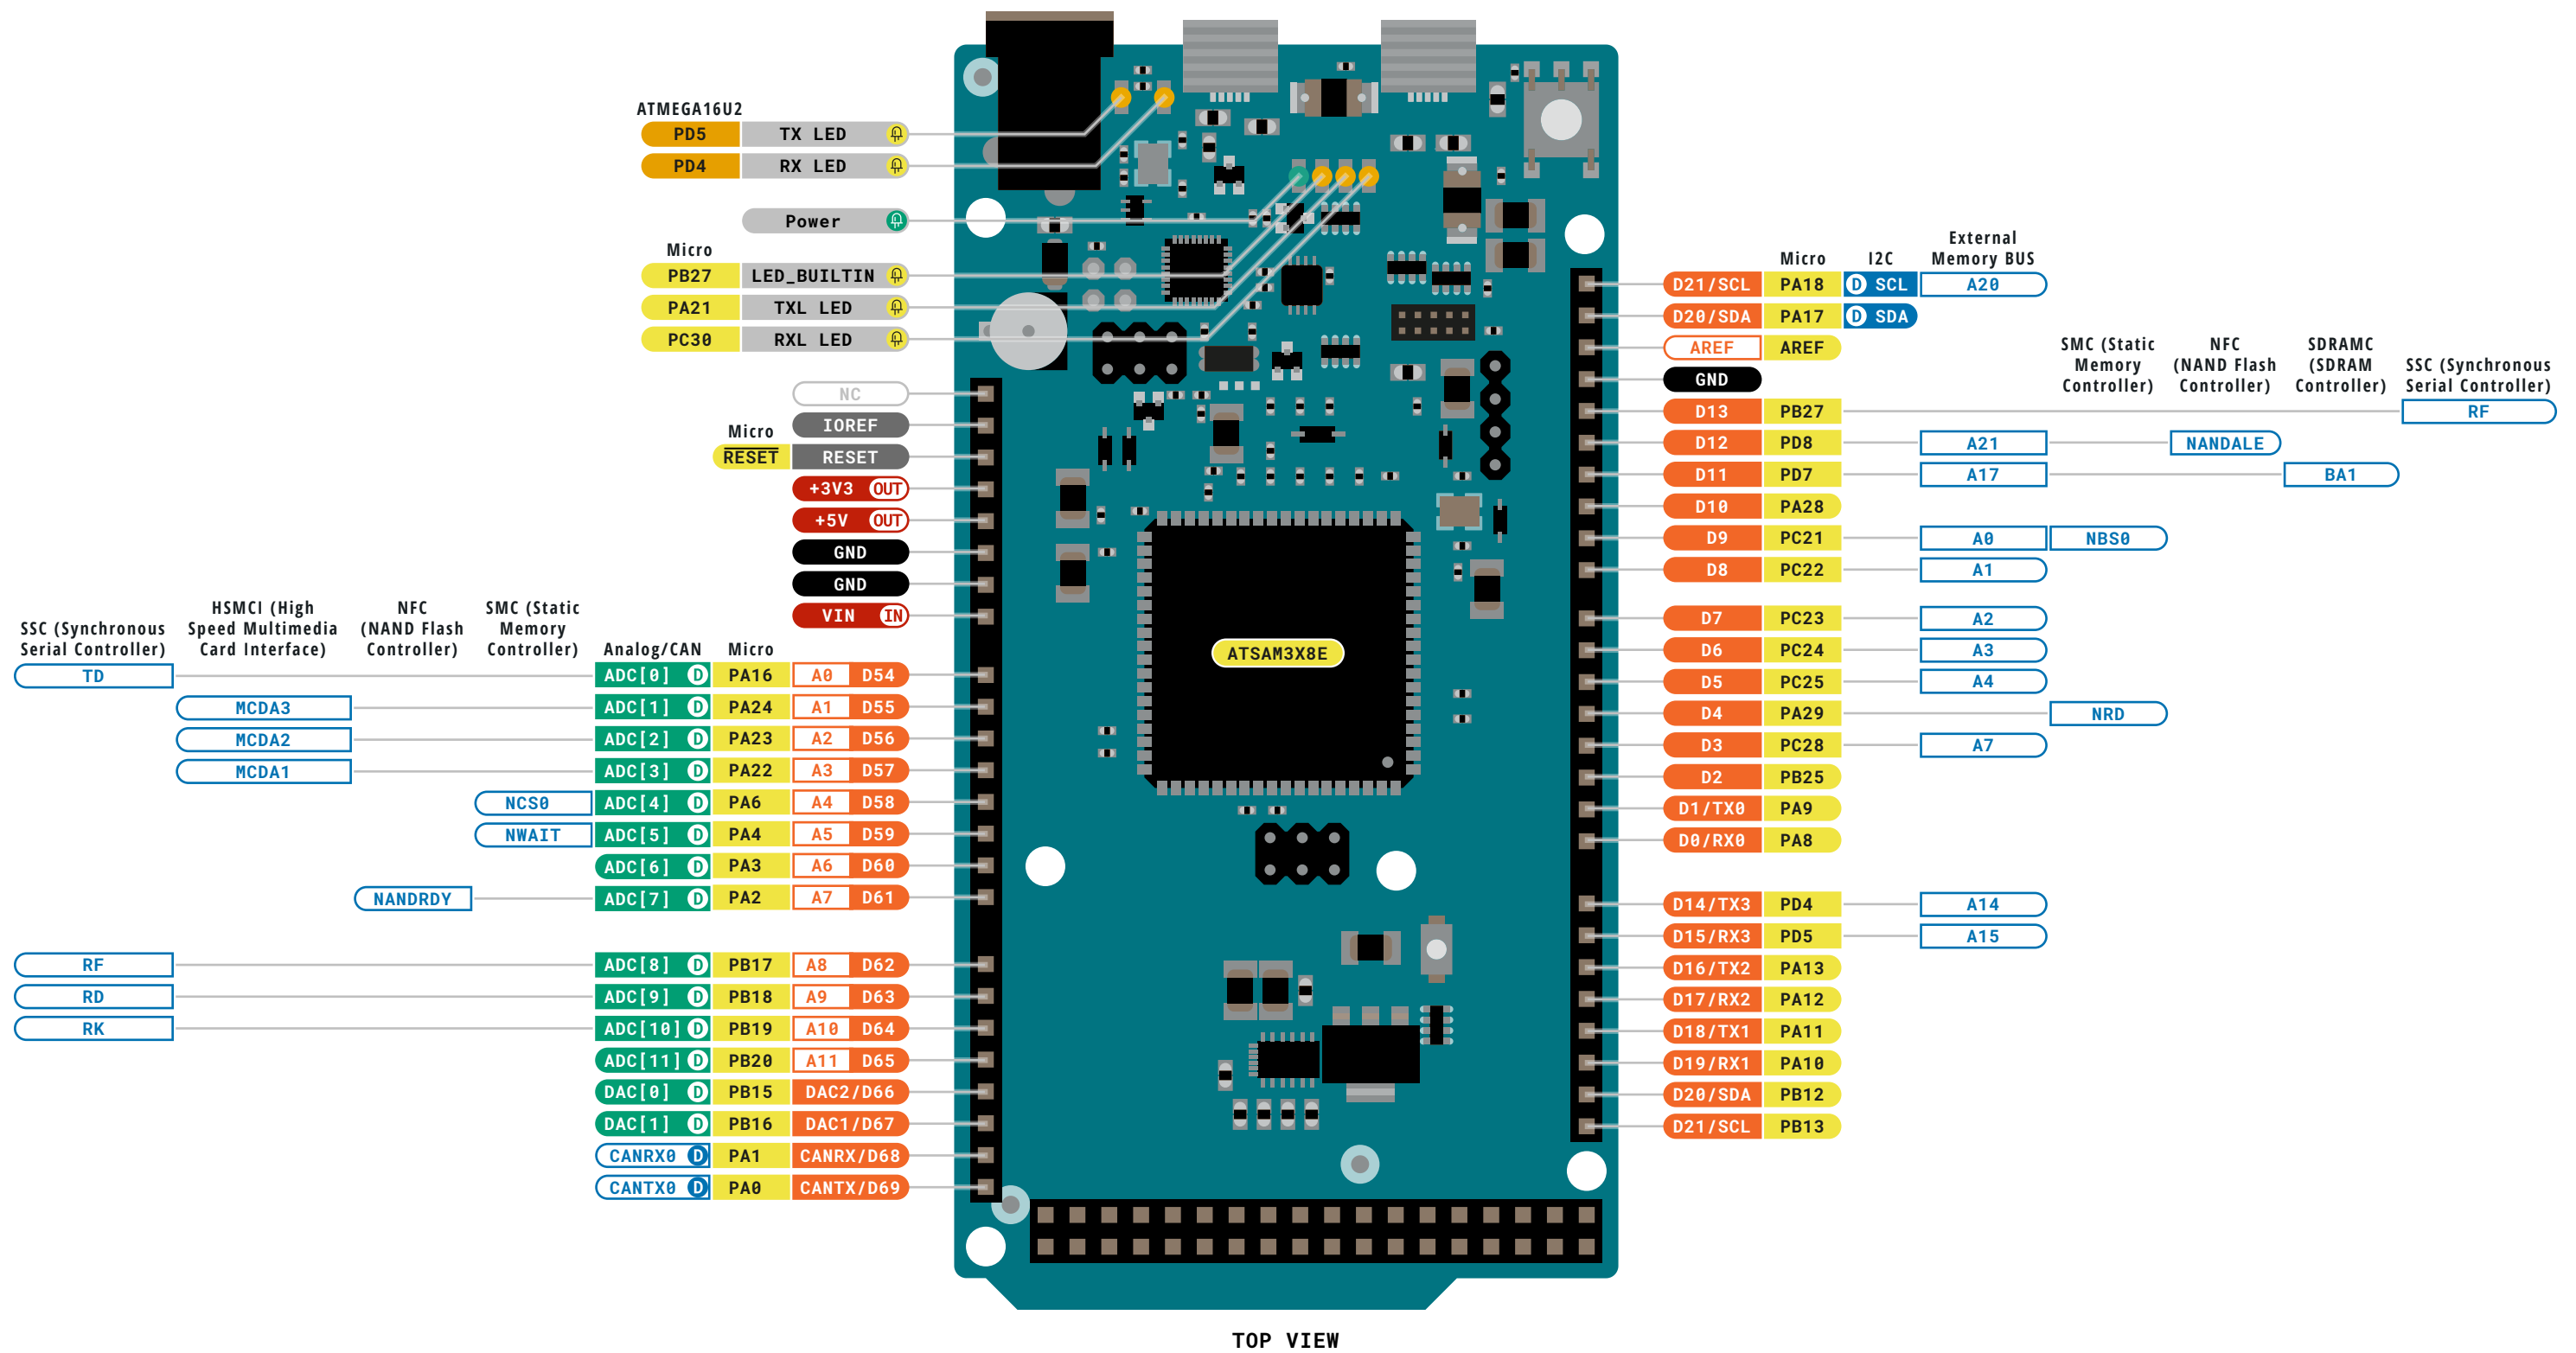 ATMEGA16U2
PD5 TX LED
PD4 RX LED
Power
Micro
PB27 LED_BUILTIN
PA21 TXL LED
PC30 RXL LED
NC
IOREF
Micro
RESET RESET
+3V3 OUT
+5V OUT
GND
GND
VIN IN
SSC (Synchronous
Serial Controller)
HSMCI (High
Speed Multimedia
Card Interface)
NFC
(NAND Flash
Controller)
SMC (Static
Memory
Controller)
Analog/CAN
Micro
TD ADC[0] D PA16 A0 D54
MCDA3 ADC[1] D PA24 A1 D55
MCDA2 ADC[2] D PA23 A2 D56
MCDA1 ADC[3] D PA22 A3 D57
NCS0 ADC[4] D PA6 A4 D58
NWAIT ADC[5] D PA4 A5 D59
ADC[6] D PA3 A6 D60
NANDRDY ADC[7] D PA2 A7 D61
RF ADC[8] D PB17 A8 D62
RD ADC[9] D PB18 A9 D63
RK ADC[10] D PB19 A10 D64
ADC[11] D PB20 A11 D65
DAC[0] D PB15 DAC2/D66
DAC[1] D PB16 DAC1/D67
CANRX0 D PA1 CANRX/D68
CANTX0 D PA0 CANTX/D69
ATSAM3X8E
Micro
I2C
External
Memory BUS
D21/SCL PA18 D SCL A20
D20/SDA PA17 D SDA
AREF AREF
GND
SMC (Static
Memory
Controller)
NFC
(NAND Flash
Controller)
SDRAMC
(SDRAM
Controller)
SSC (Synchronous
Serial Controller)
D13 PB27 RF
D12 PD8 A21 NANDALE
D11 PD7 A17 BA1
D10 PA28
D9 PC21 A0 NBS0
D8 PC22 A1
D7 PC23 A2
D6 PC24 A3
D5 PC25 A4
D4 PA29 NRD
D3 PC28 A7
D2 PB25
D1/TX0 PA9
D0/RX0 PA8
D14/TX3 PD4 A14
D15/RX3 PD5 A15
D16/TX2 PA13
D17/RX2 PA12
D18/TX1 PA11
D19/RX1 PA10
D20/SDA PB12
D21/SCL PB13
TOP VIEW